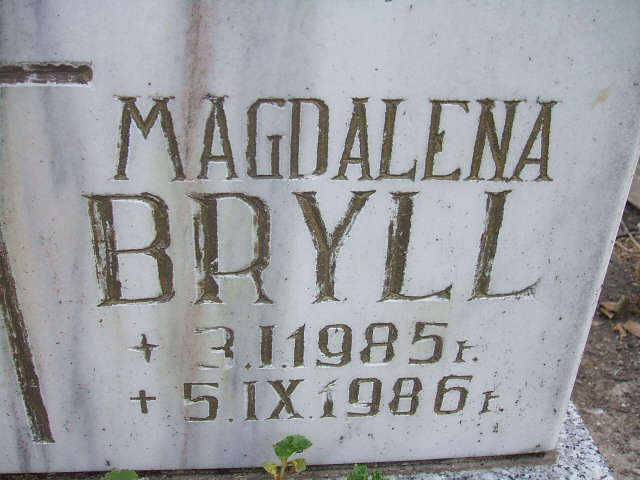 MAGDALENA
BRYLL
+ 3.I.1985 r.
+ 5.IX.1986 r.